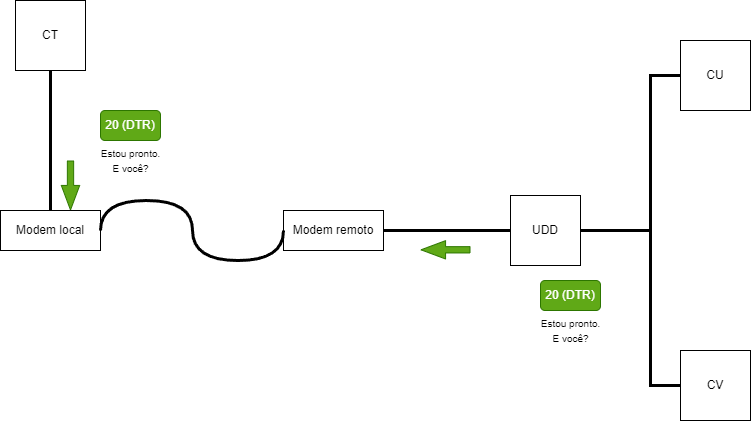 CT
CU
20 (DTR)
Estou pronto.
E você?
Modem local
Modem remoto
UDD
20 (DTR)
Estou pronto.
E você?
CV